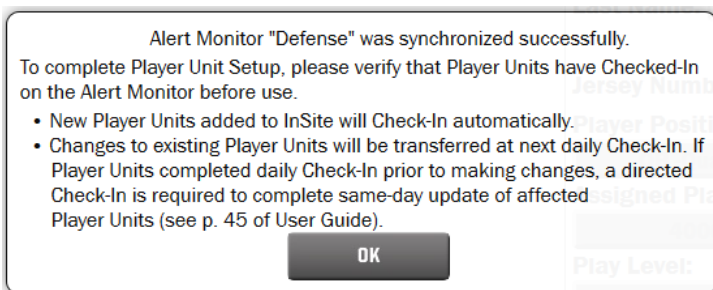 Last Name:
Alert Monitor "Defense" was synchronized successfully.
To complete Player Unit Setup, please verify that Player Units have Checked-In
on the Alert Monitor before use.
Jersey Numb
• New Player Units added to InSite will Check-In automatically.
Player Positi
• Changes to existing Player Units will be transferred at next daily Check-In. If
Player Units completed daily Check-In prior to making changes, a directed
Check-In is required to complete same-day update of affected
ssigned Pla
Player Units (see p. 45 of User Guide).
OK
Play Level: